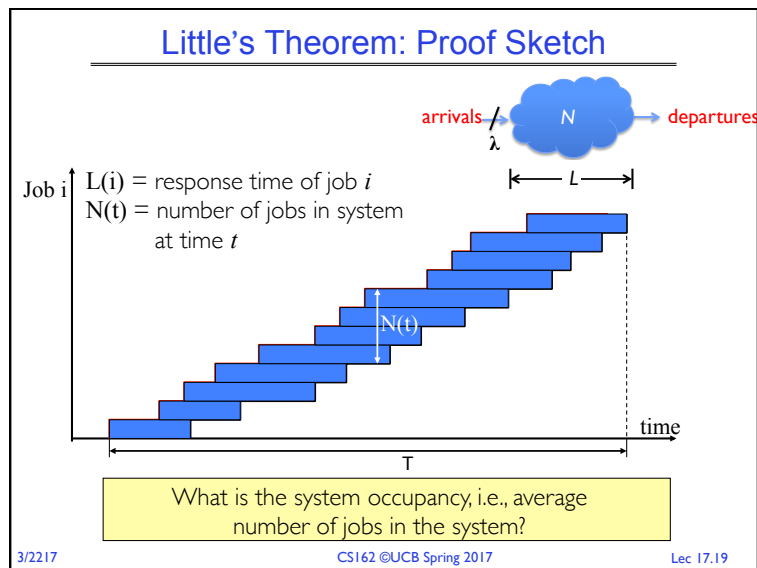 Little's Theorem: Proof Sketch
arrivals
λ
N
departures
L
Job i
L(i) = response time of job i
N(t) = number of jobs in system
at time t
N(t)
time
T
What is the system occupancy, i.e., average
number of jobs in the system?
3/2217
CS162 ©UCB Spring 2017
Lec 17.19